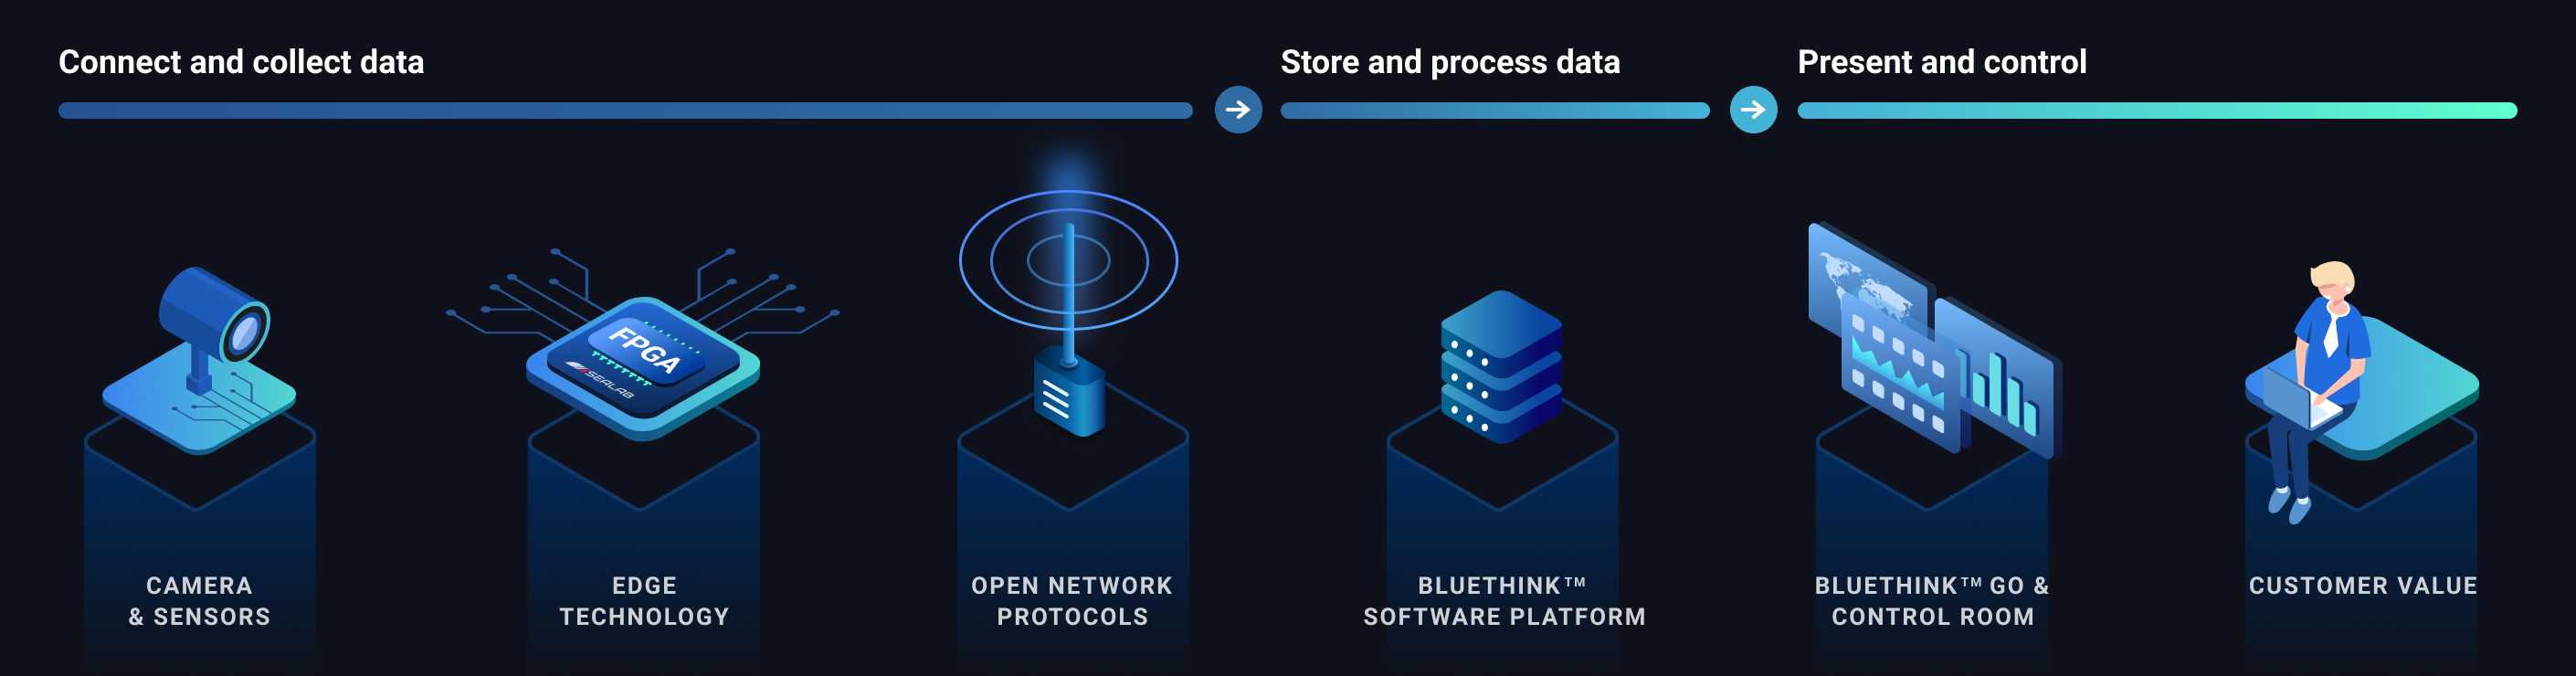 Connect and collect data
Store and process data
Present and control
FPGA
SEALAB
CAMERA
& SENSORS
EDGE
TECHNOLOGY
OPEN NETWORK
PROTOCOLS
BLUETHINK™
SOFTWARE PLATFORM
BLUETHINK™ GO &
CONTROL ROOM
CUSTOMER VALUE